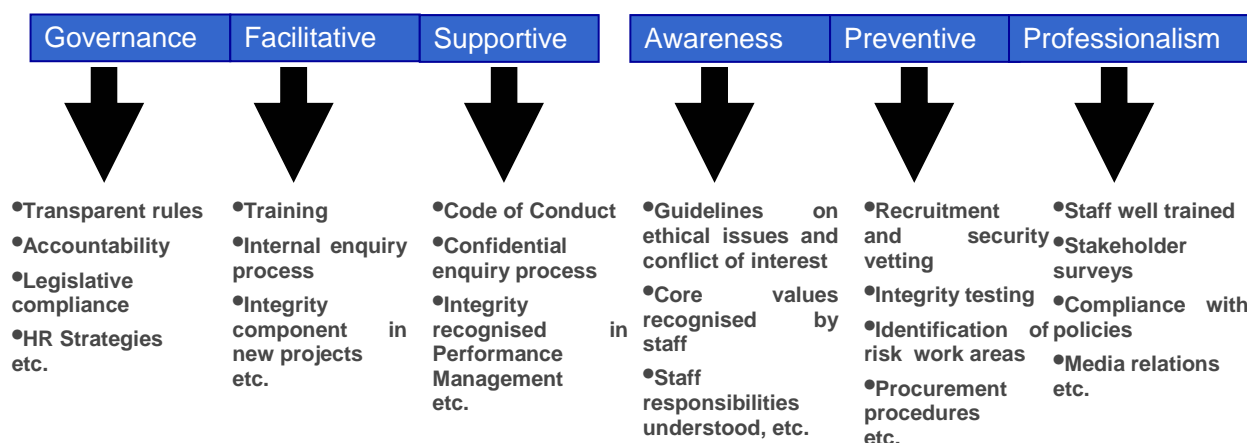 Governance
Facilitative
Supportive
Awareness
Preventive
Professionalism
•Transparent rules
•Accountability
•Legislative
compliance
•HR Strategies
etc.
•Training
•Internal enquiry
process
•Integrity
component in
new projects
etc.
•Code of Conduct
•Confidential
enquiry process
•Integrity
recognised in
Performance
Management
etc.
•Guidelines on
ethical issues and
conflict of interest
•Core values
recognised by
staff
•Staff
responsibilities
understood, etc.
•Recruitment
and security
vetting
•Integrity testing
•Identification of
risk work areas
•Procurement
procedures
etc.
•Staff well trained
•Stakeholder
surveys
•Compliance with
policies
•Media relations
etc.